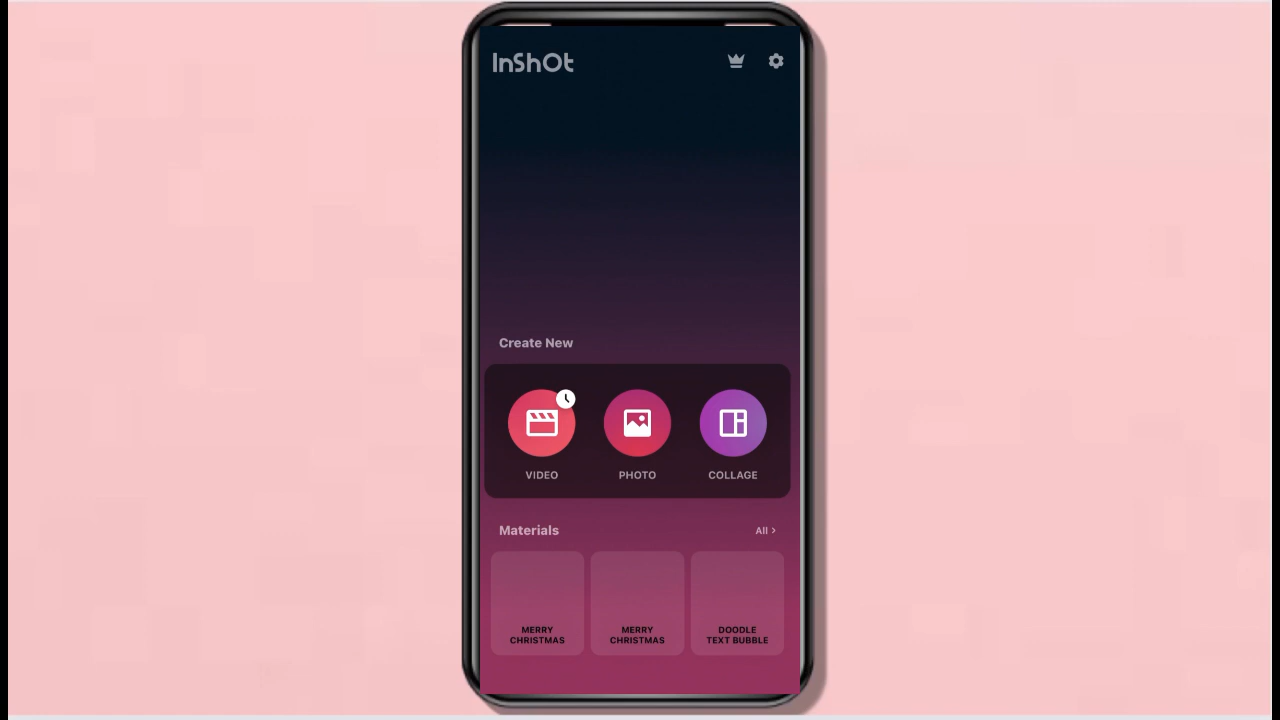 InShOt
Create New
VIDEO
PHOTO
COLLAGE
Materials
All >
MERRY
CHRISTMAS
MERRY
CHRISTMAS
DOODLE
TEXT BUBBLE